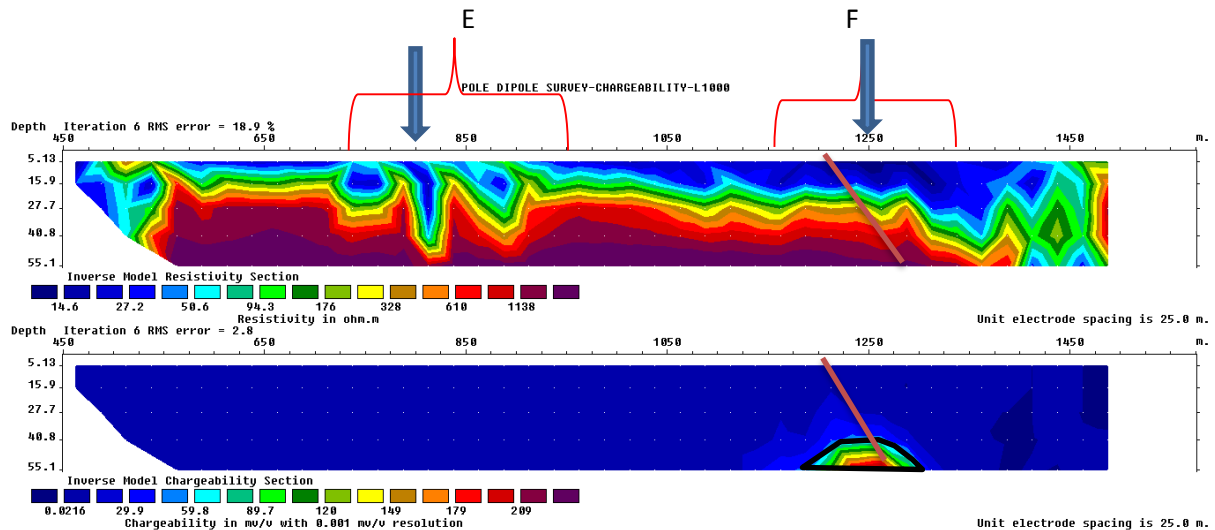 E F
POLE DIPOLE SURVEY-CHARGEABILITY-L1000
Depth Iteration 6 RMS error = 18.9 %
450 650 850 1050 1250 1450 m.
5.13
15.9
27.7
40.8
55.1
Inverse Model Resistivity Section
14.6 27.2 50.6 94.3 176 328 610 1138
Resistivity in ohm.m Unit electrode spacing is 25.0 m.
Depth Iteration 6 RMS error = 2.8
450 650 850 1050 1250 1450 m.
5.13
15.9
27.7
40.8
55.1
Inverse Model Chargeability Section
0.0216 29.9 59.8 89.7 120 149 179 209
Chargeability in mv/v with 0.001 mv/v resolution Unit electrode spacing is 25.0 m.